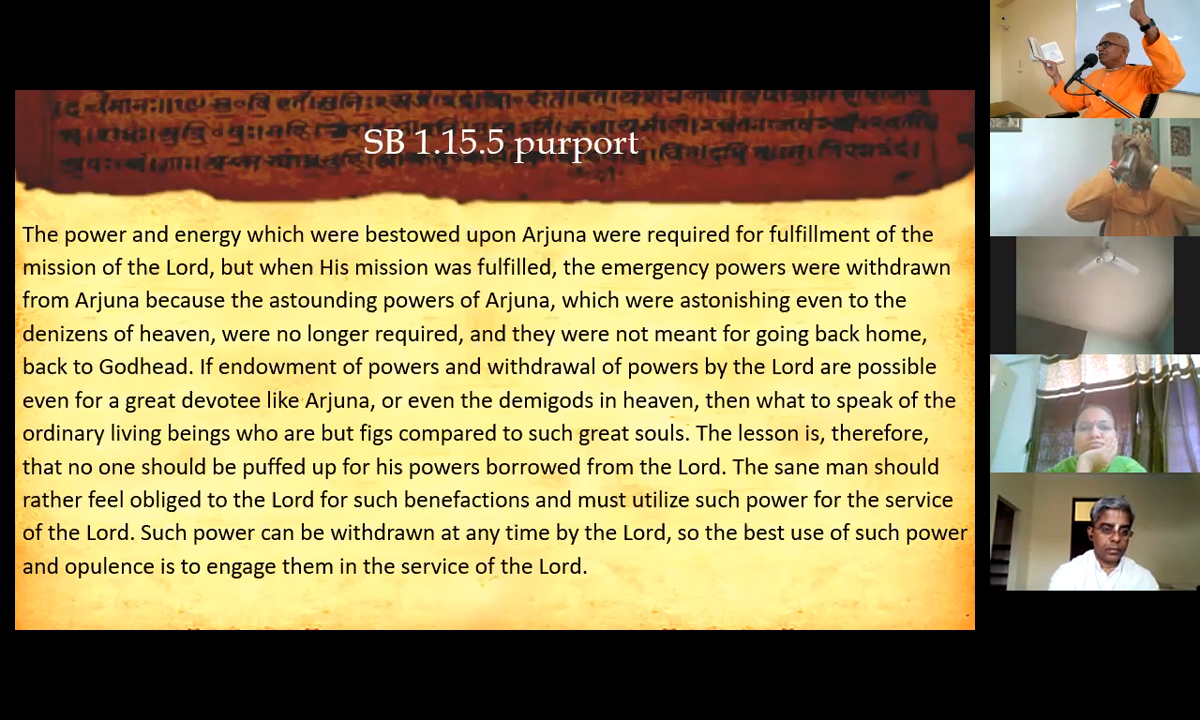 SB 1.15.5 purport
The power and energy which were bestowed upon Arjuna were required for fulfillment of the
mission of the Lord, but when His mission was fulfilled, the emergency powers were withdrawn
from Arjuna because the astounding powers of Arjuna, which were astonishing even to the
denizens of heaven, were no longer required, and they were not meant for going back home,
back to Godhead. If endowment of powers and withdrawal of powers by the Lord are possible
even for a great devotee like Arjuna, or even the demigods in heaven, then what to speak of the
ordinary living beings who are but figs compared to such great souls. The lesson is, therefore,
that no one should be puffed up for his powers borrowed from the Lord. The sane man should
rather feel obliged to the Lord for such benefactions and must utilize such power for the service
of the Lord. Such power can be withdrawn at any time by the Lord, so the best use of such power
and opulence is to engage them in the service of the Lord.